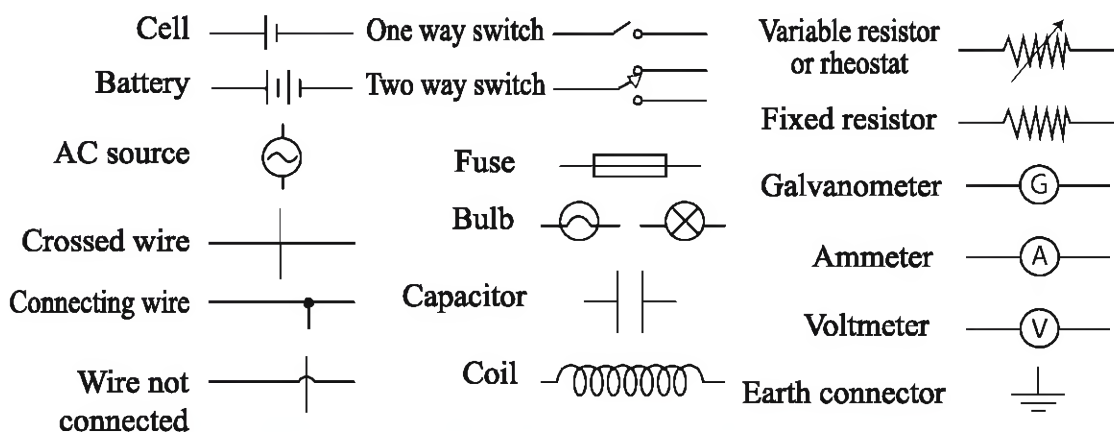 Cell
Battery
AC source
Crossed wire
Connecting wire
Wire not
connected
One way switch
Two way switch
Fuse
Bulb
Capacitor
Coil
Variable resistor
or rheostat
Fixed resistor
Galvanometer
G
Ammeter
A
Voltmeter
V
Earth connector